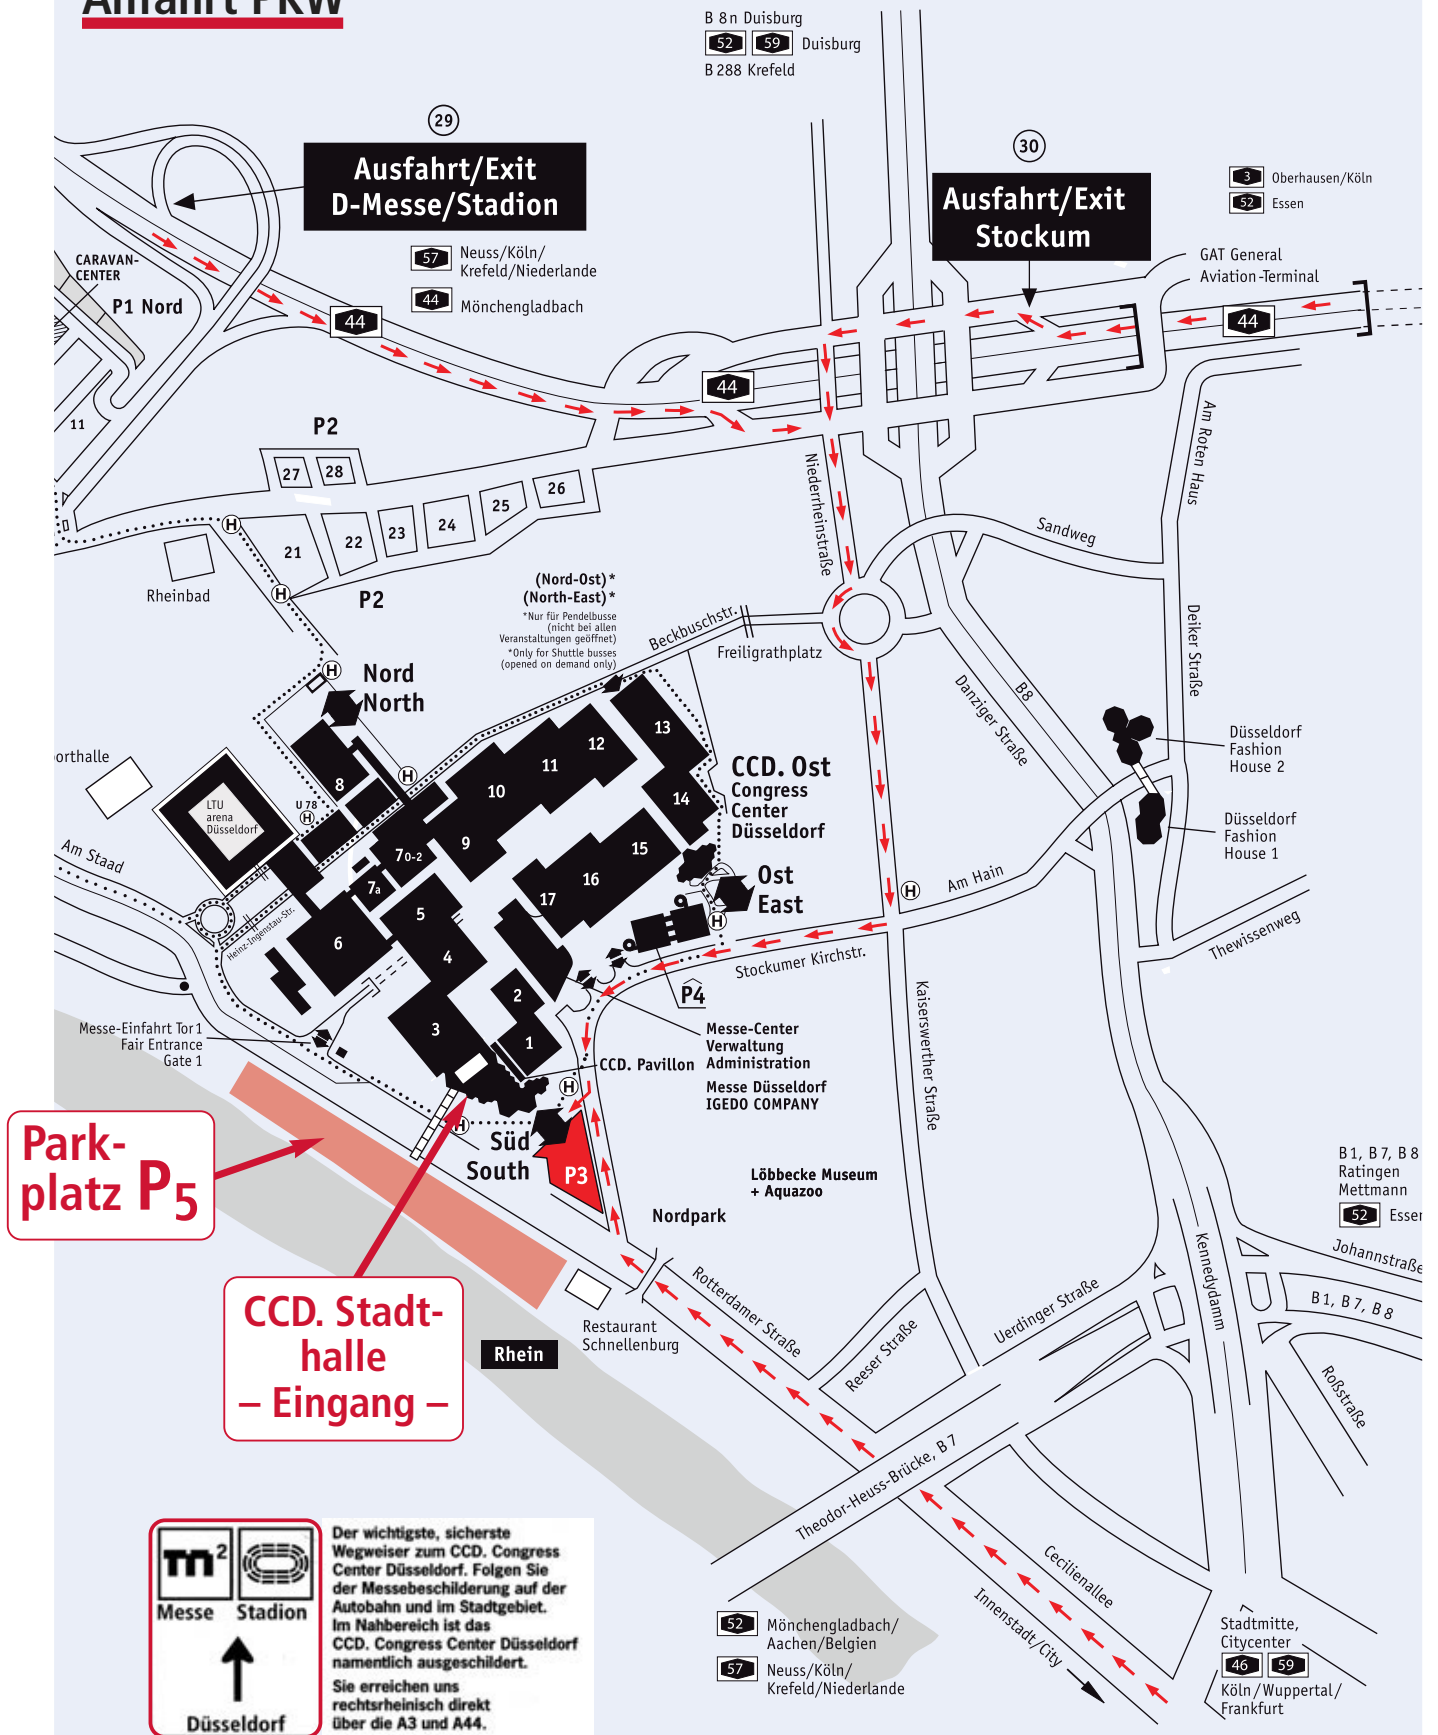 Anfahrt PKW
B 8n Duisburg
52 59 Duisburg
B 288 Krefeld
29
Ausfahrt/Exit
D-Messe/Stadion
30
Ausfahrt/Exit
Stockum
3 Oberhausen/Köln
52 Essen
57 Neuss/Köln/
Krefeld/Niederlande
44 Mönchengladbach
GAT General
Aviation-Terminal
CARAVAN-
CENTER
P1 Nord
44
44
44
11
P2
27
28
26
25
24
23
22
21
H
H
P2
Rheinbad
Niederrheinstraße
Am Roten Haus
Sandweg
Deiker Straße
(Nord-Ost)*
(North-East)*
*Nur für Pendelbusse
(nicht bei allen
Veranstaltungen geöffnet)
*Only for Shuttle busses
(opened on demand only)
Beckbuschstr.
Freiligrathplatz
H
Nord
North
Danziger Straße
B8
Düsseldorf
Fashion
House 2
Düsseldorf
Fashion
House 1
orthalle
LTU
arena
Düsseldorf
U 78
H
H
8
13
12
11
10
9
14
15
16
17
70-2
7a
5
4
6
3
2
1
CCD. Ost
Congress
Center
Düsseldorf
Ost
East
H
H
Am Hain
Thewissenweg
Am Staad
Heinz-Ingenstau-Str.
Stockumer Kirchstr.
P4
Kaiserswerther Straße
Messe-Einfahrt Tor 1
Fair Entrance
Gate 1
Messe-Center
Verwaltung
Administration
Messe Düsseldorf
IGEDO COMPANY
CCD. Pavillon
H
H
Süd
South
P3
Park-
platz P5
Löbbecke Museum
+ Aquazoo
Nordpark
B 1, B 7, B 8
Ratingen
Mettmann
52 Essen
Johannstraße
B 1, B 7, B 8
Kennedydamm
Roßstraße
Rotterdamer Straße
Uerdinger Straße
Reeser Straße
CCD. Stadt-
halle
– Eingang –
Restaurant
Schnellenburg
Rhein
Theodor-Heuss-Brücke, B 7
Cecilienallee
Innenstadt/City
52 Mönchengladbach/
Aachen/Belgien
57 Neuss/Köln/
Krefeld/Niederlande
Stadtmitte,
Citycenter
46 59
Köln/Wuppertal/
Frankfurt
m2
Messe Stadion
Düsseldorf
Der wichtigste, sicherste
Wegweiser zum CCD. Congress
Center Düsseldorf. Folgen Sie
der Messebeschilderung auf der
Autobahn und im Stadtgebiet.
Im Nahbereich ist das
CCD. Congress Center Düsseldorf
namentlich ausgeschildert.
Sie erreichen uns
rechtsrheinisch direkt
über die A3 und A44.